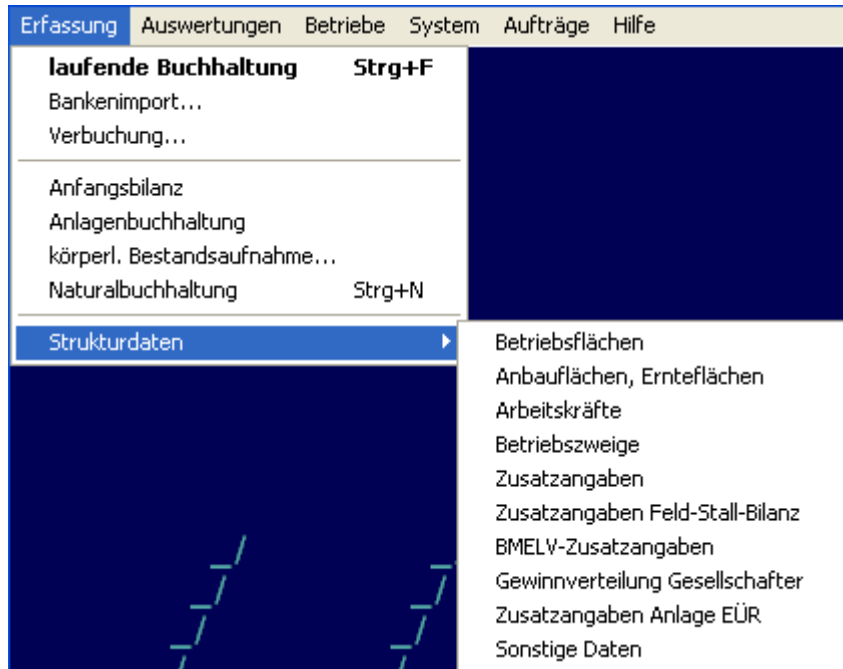 Erfassung Auswertungen Betriebe System Aufträge Hilfe
laufende Buchhaltung Strg+F
Bankenimport...
Verbuchung...
Anfangsbilanz
Anlagenbuchhaltung
körperl. Bestandsaufnahme...
Naturalbuchhaltung Strg+N
Strukturdaten
Betriebsflächen
Anbauflächen, Ernteflächen
Arbeitskräfte
Betriebszweige
Zusatzangaben
Zusatzangaben Feld-Stall-Bilanz
BMELV-Zusatzangaben
Gewinnverteilung Gesellschafter
Zusatzangaben Anlage EÜR
Sonstige Daten